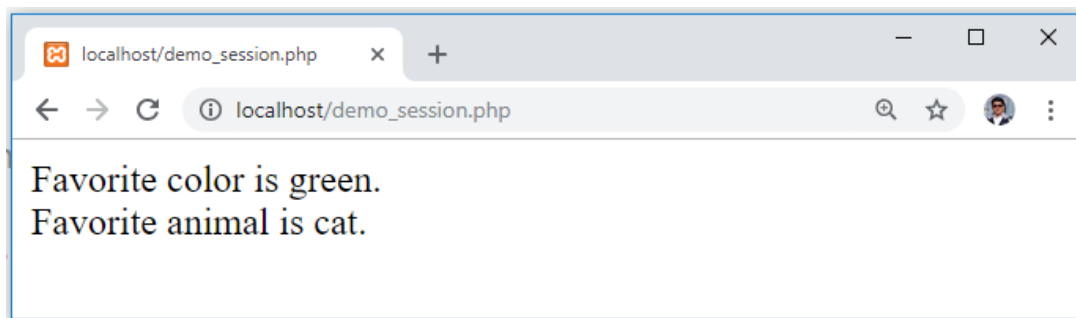 localhost/demo_session.php
localhost/demo_session.php
Favorite color is green.
Favorite animal is cat.